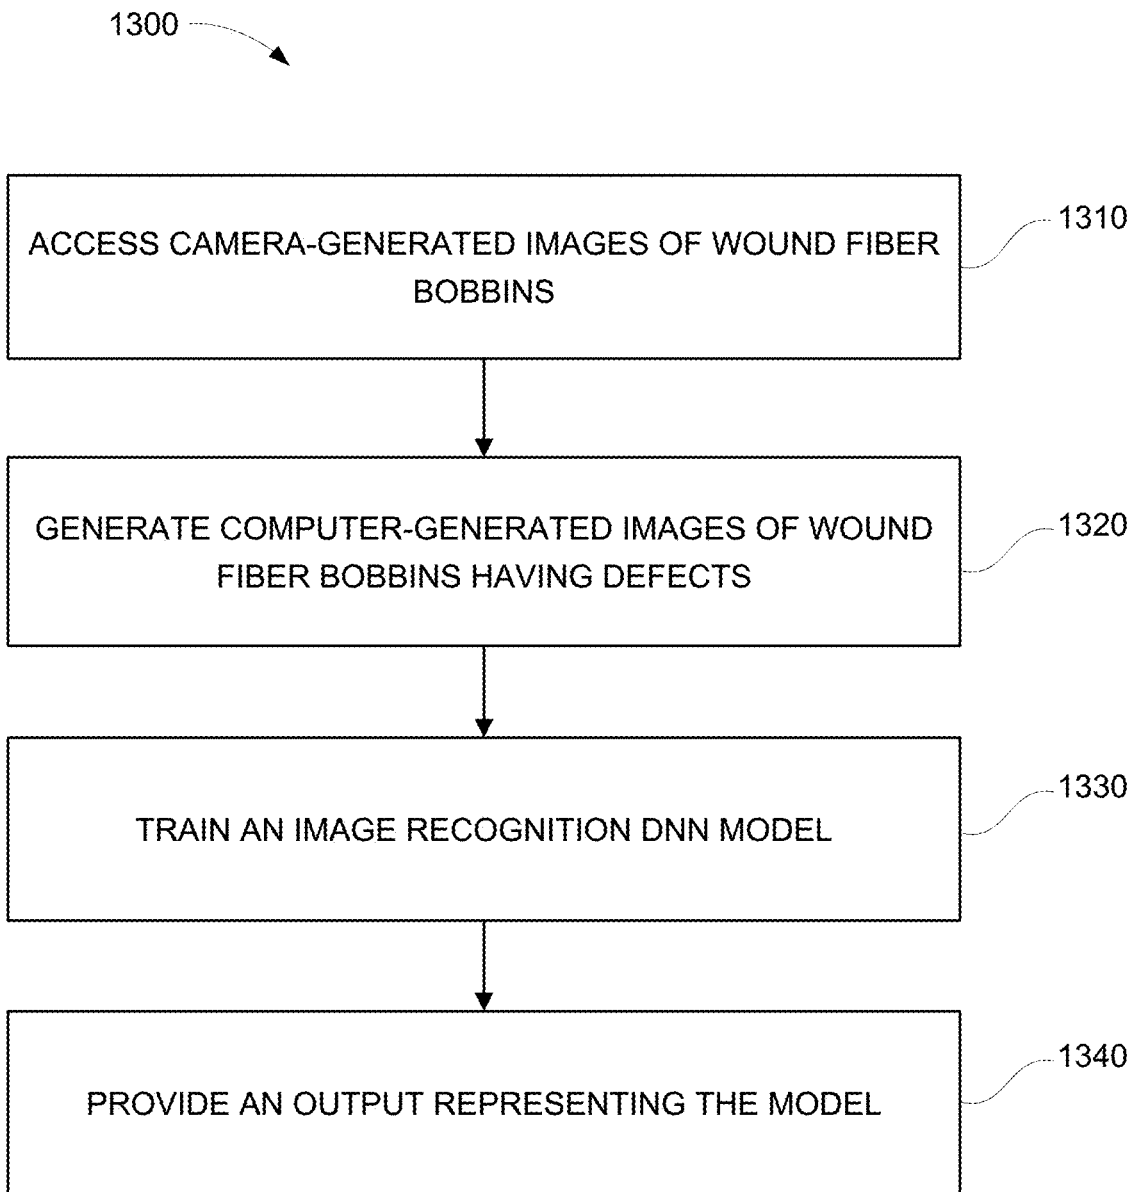 1300
ACCESS CAMERA-GENERATED IMAGES OF WOUND FIBER
BOBBINS
1310
GENERATE COMPUTER-GENERATED IMAGES OF WOUND
FIBER BOBBINS HAVING DEFECTS
1320
TRAIN AN IMAGE RECOGNITION DNN MODEL
1330
PROVIDE AN OUTPUT REPRESENTING THE MODEL
1340